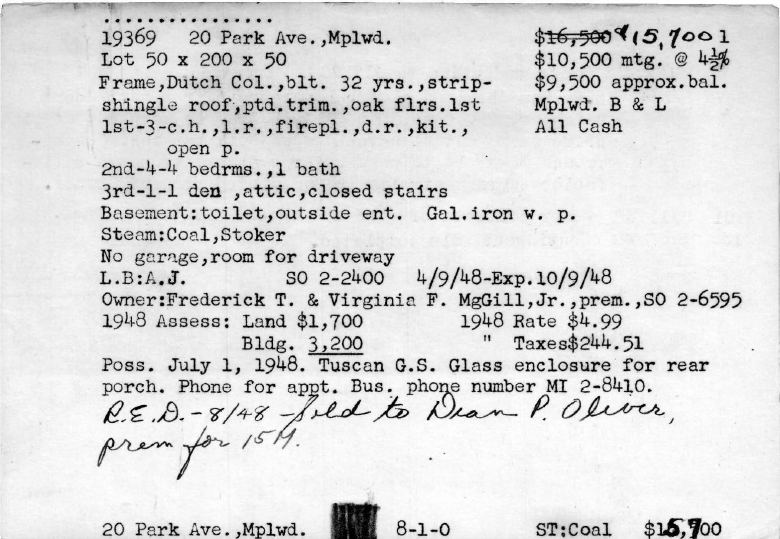 19369 20 Park Ave.,Mplwd. $16,500 $15,700 1
Lot 50 x 200 x 50 $10,500 mtg. @ 4½%
Frame,Dutch Col.,blt. 32 yrs.,strip- $9,500 approx.bal.
shingle roof,ptd.trim.,oak flrs.1st Mplwd. B & L
1st-3-c.h.,l.r.,firepl.,d.r.,kit., All Cash
open p.
2nd-4-4 bedrms.,1 bath
3rd-1-1 den ,attic,closed stairs
Basement:toilet,outside ent. Gal.iron w. p.
Steam:Coal,Stoker
No garage,room for driveway
L.B:A.J. SO 2-2400 4/9/48-Exp.10/9/48
Owner:Frederick T. & Virginia F. MgGill,Jr.,prem.,SO 2-6595
1948 Assess: Land $1,700 1948 Rate $4.99
Bldg. 3,200 " Taxes$244.51
Poss. July 1, 1948. Tuscan G.S. Glass enclosure for rear
porch. Phone for appt. Bus. phone number MI 2-8410.
R.E.D. - 8/48 - Sold to Dean P. Oliver,
prem for 15M.
20 Park Ave.,Mplwd. 8-1-0 ST:Coal $15,700